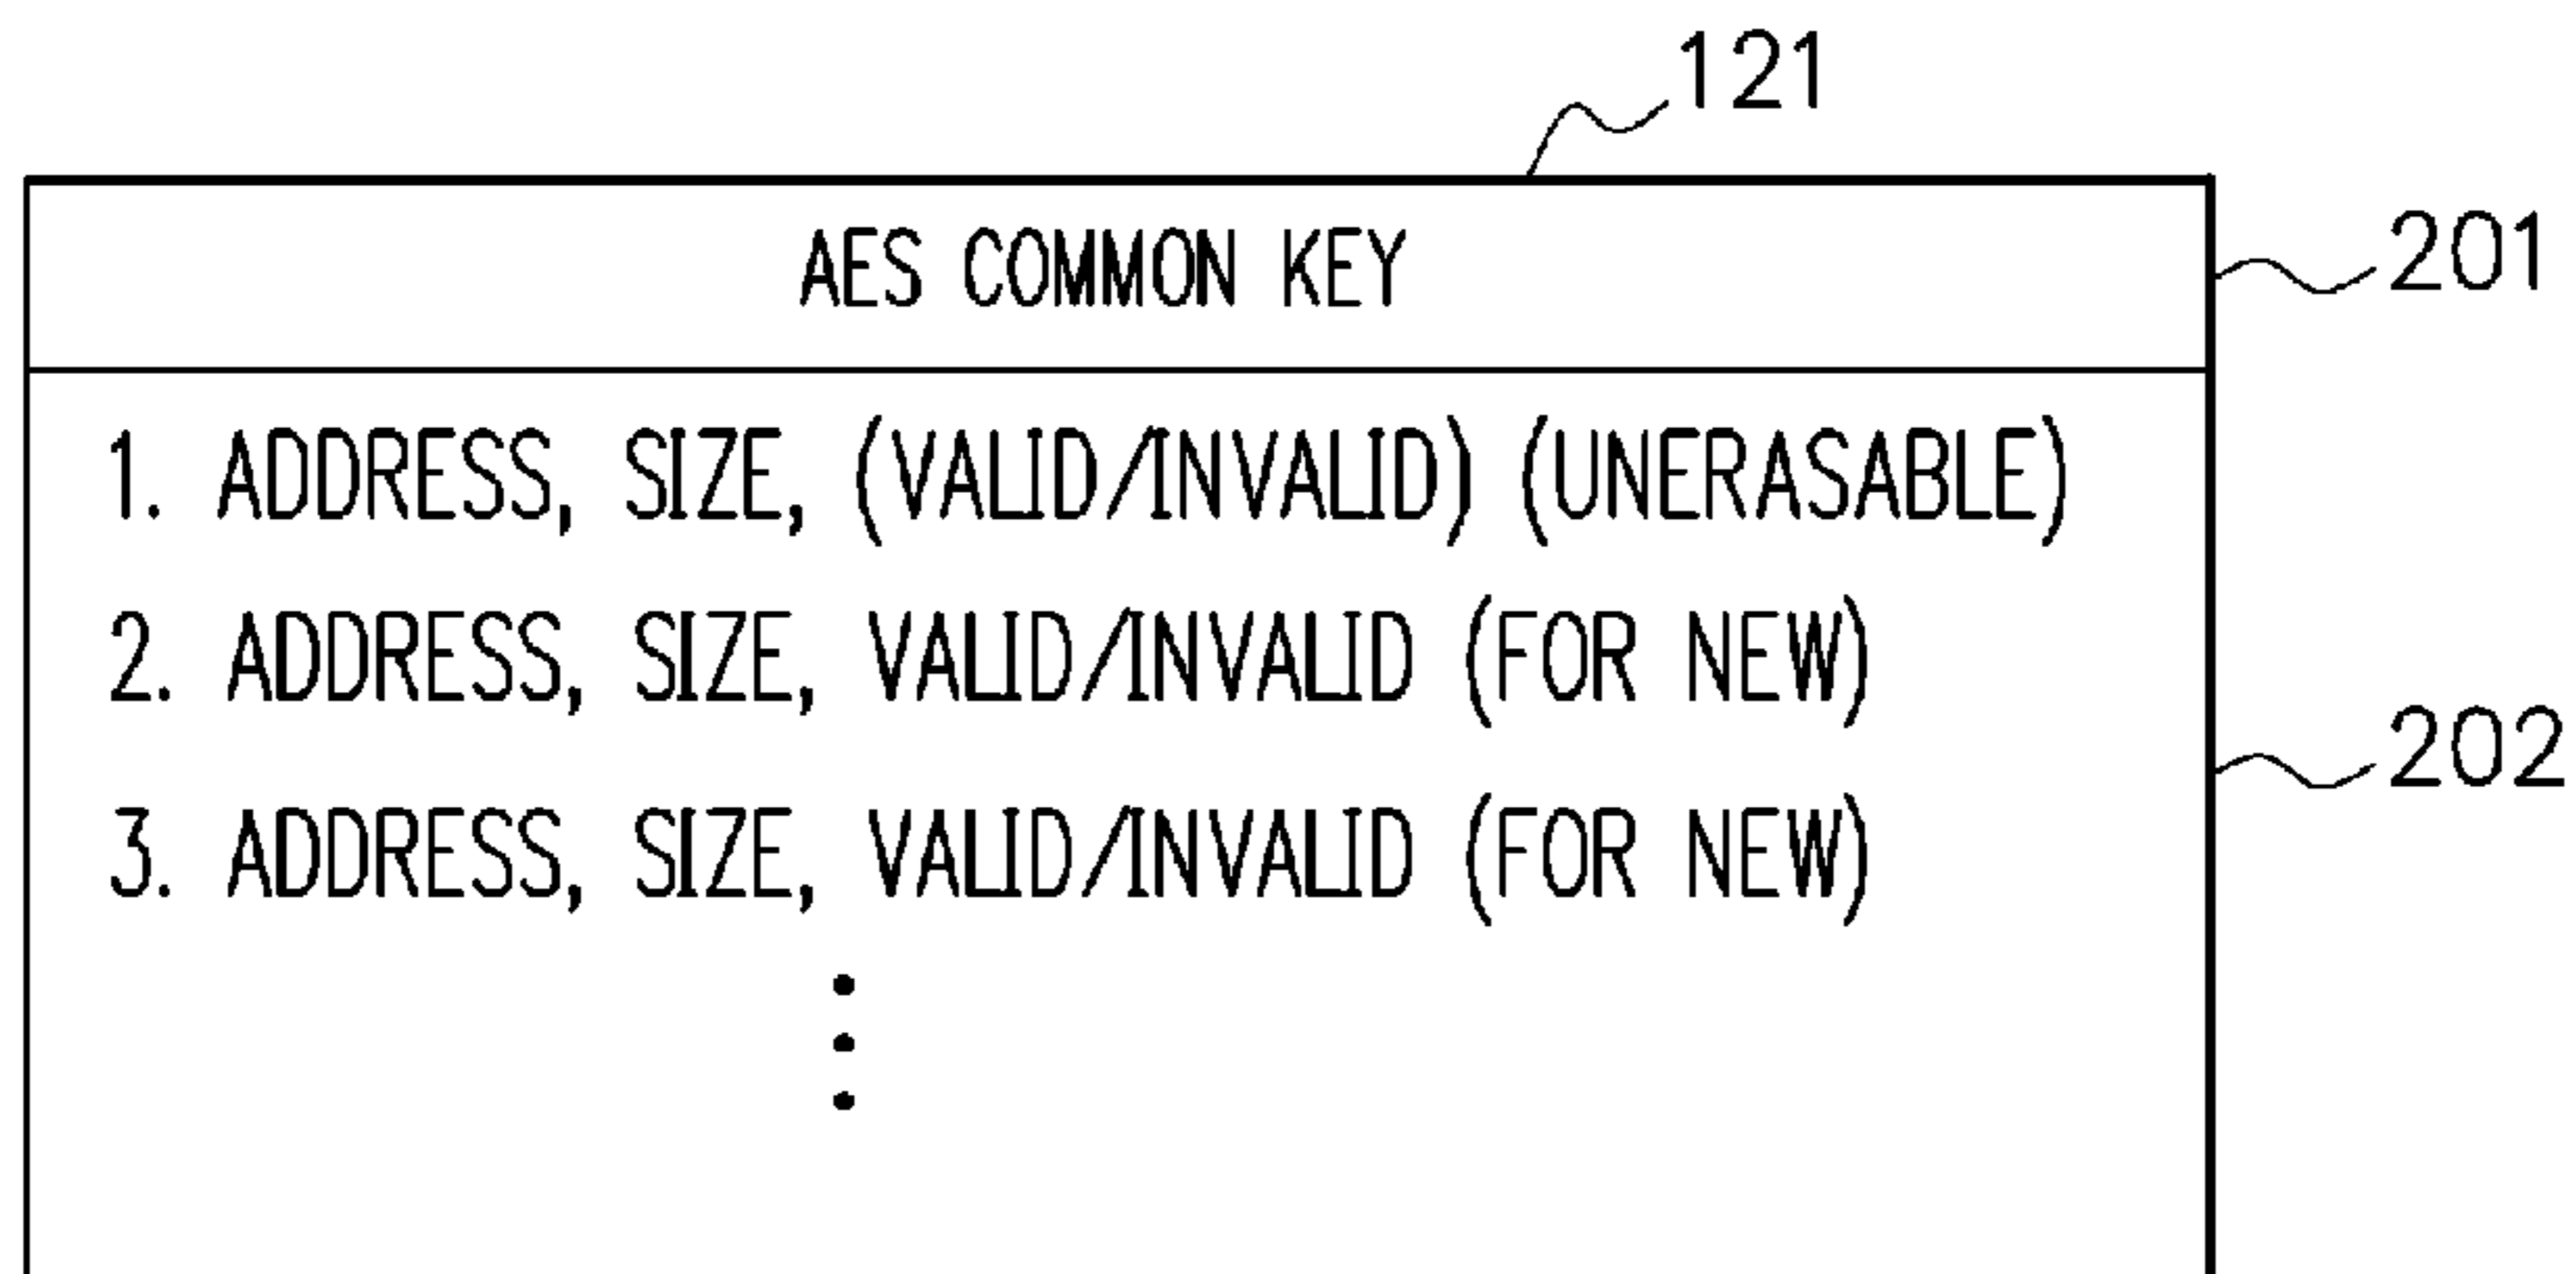 121
AES COMMON KEY
201
1. ADDRESS, SIZE, (VALID/INVALID) (UNERASABLE)
2. ADDRESS, SIZE, VALID/INVALID (FOR NEW)
202
3. ADDRESS, SIZE, VALID/INVALID (FOR NEW)